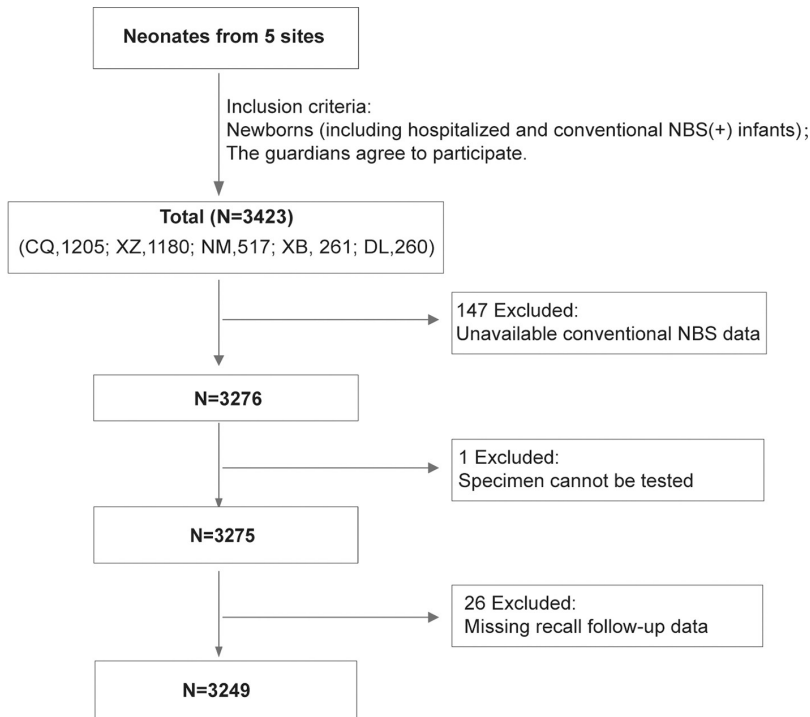 Neonates from 5 sites
Inclusion criteria:
Newborns (including hospitalized and conventional NBS(+) infants);
The guardians agree to participate.
Total (N=3423)
(CQ,1205; XZ,1180; NM,517; XB, 261; DL,260)
147 Excluded:
Unavailable conventional NBS data
N=3276
1 Excluded:
Specimen cannot be tested
N=3275
26 Excluded:
Missing recall follow-up data
N=3249